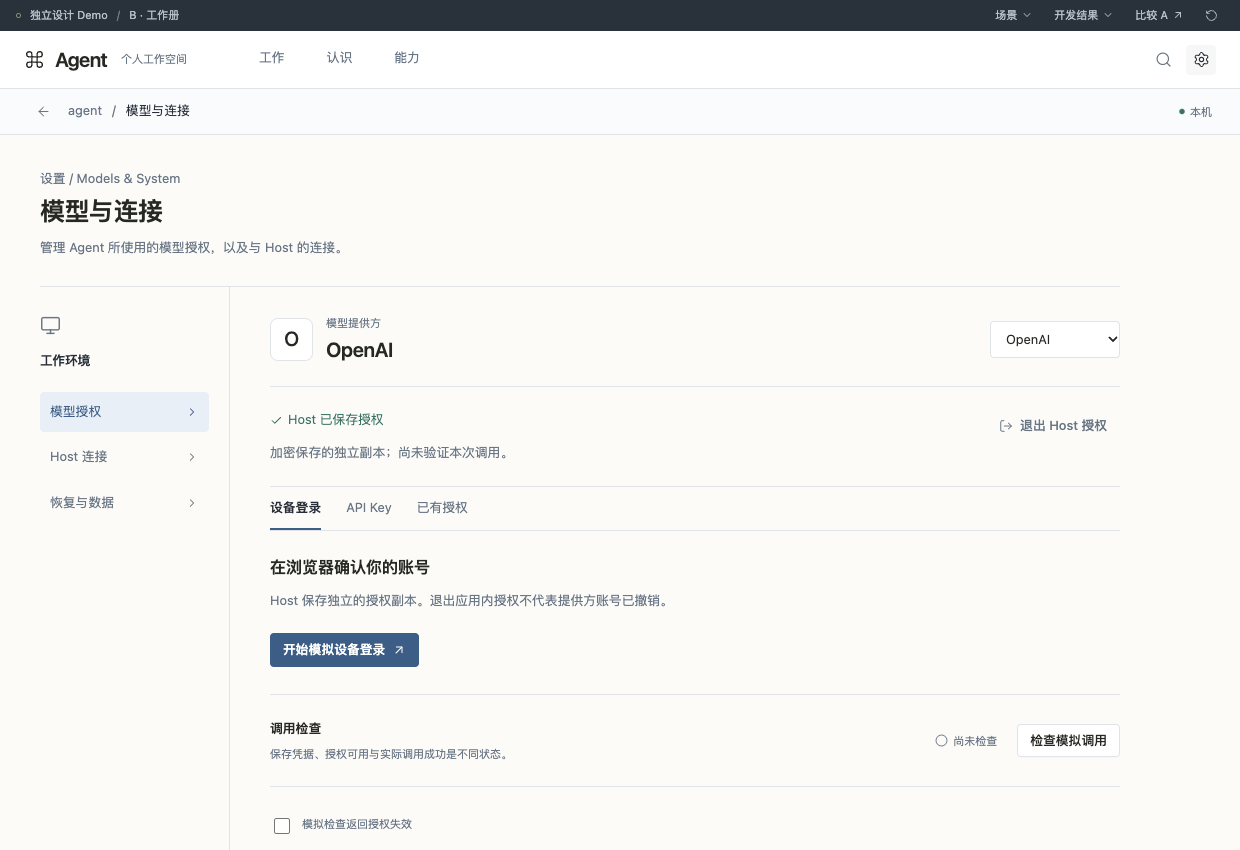 独立设计 Demo / B · 工作册
场景
开发结果
比较 A
Agent
个人工作空间
工作
认识
能力
agent / 模型与连接
本机
设置 / Models & System
模型与连接
管理 Agent 所使用的模型授权，以及与 Host 的连接。
工作环境
模型授权
Host 连接
恢复与数据
O
模型提供方
OpenAI
OpenAI
Host 已保存授权
加密保存的独立副本；尚未验证本次调用。
退出 Host 授权
设备登录
API Key
已有授权
在浏览器确认你的账号
Host 保存独立的授权副本。退出应用内授权不代表提供方账号已撤销。
开始模拟设备登录
调用检查
保存凭据、授权可用与实际调用成功是不同状态。
尚未检查
检查模拟调用
模拟检查返回授权失效